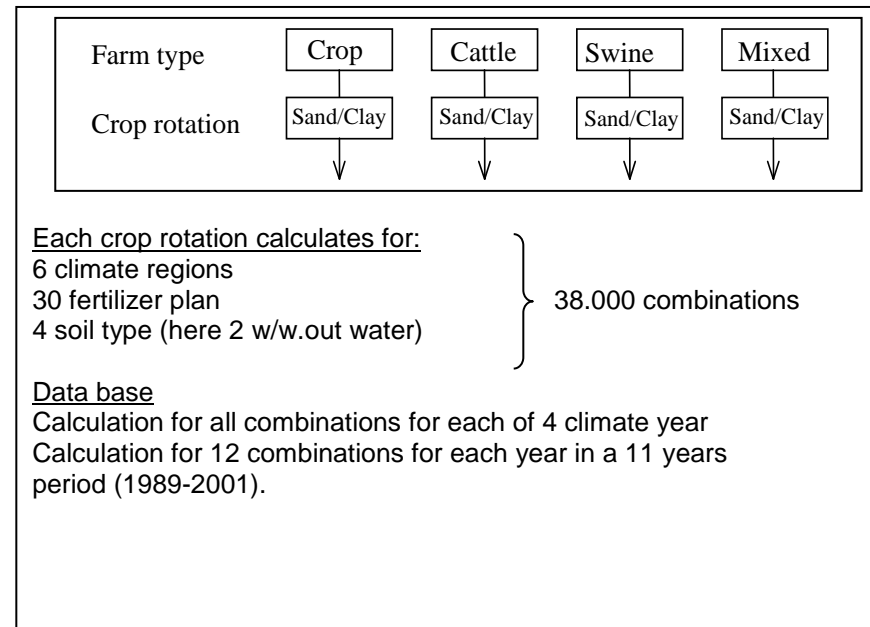 Farm type Crop Cattle Swine Mixed
Crop rotation Sand/Clay Sand/Clay Sand/Clay Sand/Clay
Each crop rotation calculates for:
6 climate regions
30 fertilizer plan 38.000 combinations
4 soil type (here 2 w/w.out water)
Data base
Calculation for all combinations for each of 4 climate year
Calculation for 12 combinations for each year in a 11 years
period (1989-2001).